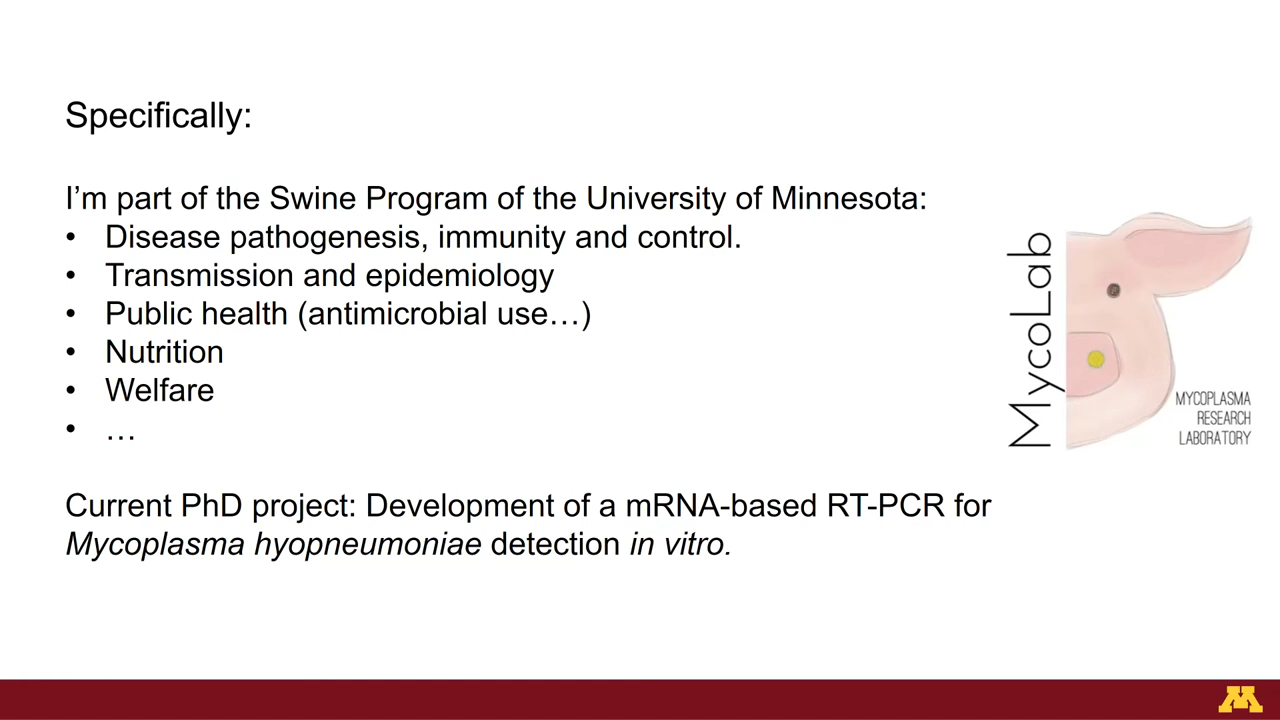 Specifically:
I’m part of the Swine Program of the University of Minnesota:
• Disease pathogenesis, immunity and control.
• Transmission and epidemiology
• Public health (antimicrobial use…)
• Nutrition
• Welfare
• …
Current PhD project: Development of a mRNA-based RT-PCR for
Mycoplasma hyopneumoniae detection in vitro.
MycoLab
MYCOPLASMA
RESEARCH
LABORATORY
M